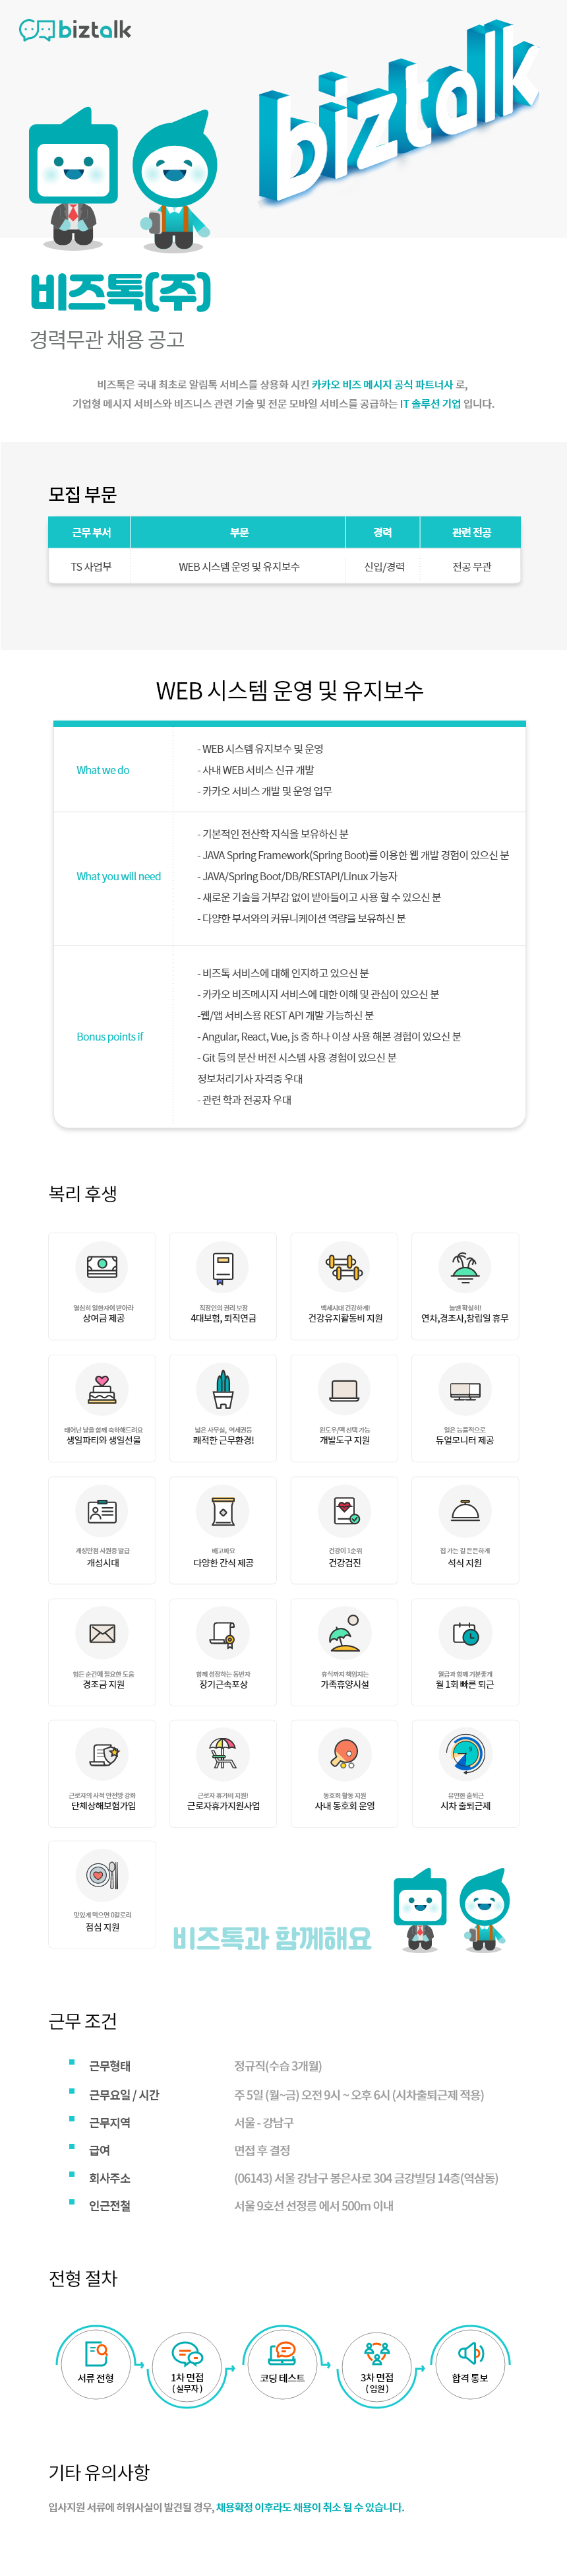 biztalk
biztalk
비즈톡(주)
경력무관 채용 공고
비즈톡은 국내 최초로 알림톡 서비스를 상용화 시킨 카카오 비즈 메시지 공식 파트너사 로,
기업형 메시지 서비스와 비즈니스 관련 기술 및 전문 모바일 서비스를 공급하는 IT 솔루션 기업 입니다.
모집 부문
근무 부서 부문 경력 관련 전공
TS 사업부 WEB 시스템 운영 및 유지보수 신입/경력 전공 무관
WEB 시스템 운영 및 유지보수
What we do
- WEB 시스템 유지보수 및 운영
- 사내 WEB 서비스 신규 개발
- 카카오 서비스 개발 및 운영 업무
What you will need
- 기본적인 전산학 지식을 보유하신 분
- JAVA Spring Framework(Spring Boot)를 이용한 웹 개발 경험이 있으신 분
- JAVA/Spring Boot/DB/RESTAPI/Linux 가능자
- 새로운 기술을 거부감 없이 받아들이고 사용 할 수 있으신 분
- 다양한 부서와의 커뮤니케이션 역량을 보유하신 분
Bonus points if
- 비즈톡 서비스에 대해 인지하고 있으신 분
- 카카오 비즈메시지 서비스에 대한 이해 및 관심이 있으신 분
-웹/앱 서비스용 REST API 개발 가능하신 분
- Angular, React, Vue, js 중 하나 이상 사용 해본 경험이 있으신 분
- Git 등의 분산 버전 시스템 사용 경험이 있으신 분
정보처리기사 자격증 우대
- 관련 학과 전공자 우대
복리 후생
열심히 일한자여 받아라
상여금 제공
직장인의 권리 보장
4대보험, 퇴직연금
백세시대 건강하게!
건강유지활동비 지원
놀땐 확실히!
연차,경조사,창립일 휴무
태어난 날을 함께 축하해드려요
생일파티와 생일선물
넓은 사무실, 역세권등
쾌적한 근무환경!
윈도우/맥 선택 가능
개발도구 지원
일은 능률적으로
듀얼모니터 제공
개성만점 사원증 발급
개성시대
배고파요
다양한 간식 제공
건강이 1순위
건강검진
집 가는 길 든든하게
석식 지원
힘든 순간에 필요한 도움
경조금 지원
함께 성장하는 동반자
장기근속포상
휴식까지 책임지는
가족휴양시설
월급과 함께 기분좋게
월 1회 빠른 퇴근
근로자의 사적 안전망 강화
단체상해보험가입
근로자 휴가비 지원!
근로자휴가지원사업
동호회 활동 지원
사내 동호회 운영
유연한 출퇴근
시차 출퇴근제
맛있게 먹으면 0칼로리
점심 지원
비즈톡과 함께해요
근무 조건
근무형태 정규직(수습 3개월)
근무요일 / 시간 주 5일 (월~금) 오전 9시 ~ 오후 6시 (시차출퇴근제 적용)
근무지역 서울 - 강남구
급여 면접 후 결정
회사주소 (06143) 서울 강남구 봉은사로 304 금강빌딩 14층(역삼동)
인근전철 서울 9호선 선정릉 에서 500m 이내
전형 절차
서류 전형
1차 면접
( 실무자 )
코딩 테스트
3차 면접
( 임원 )
합격 통보
기타 유의사항
입사지원 서류에 허위사실이 발견될 경우, 채용확정 이후라도 채용이 취소 될 수 있습니다.